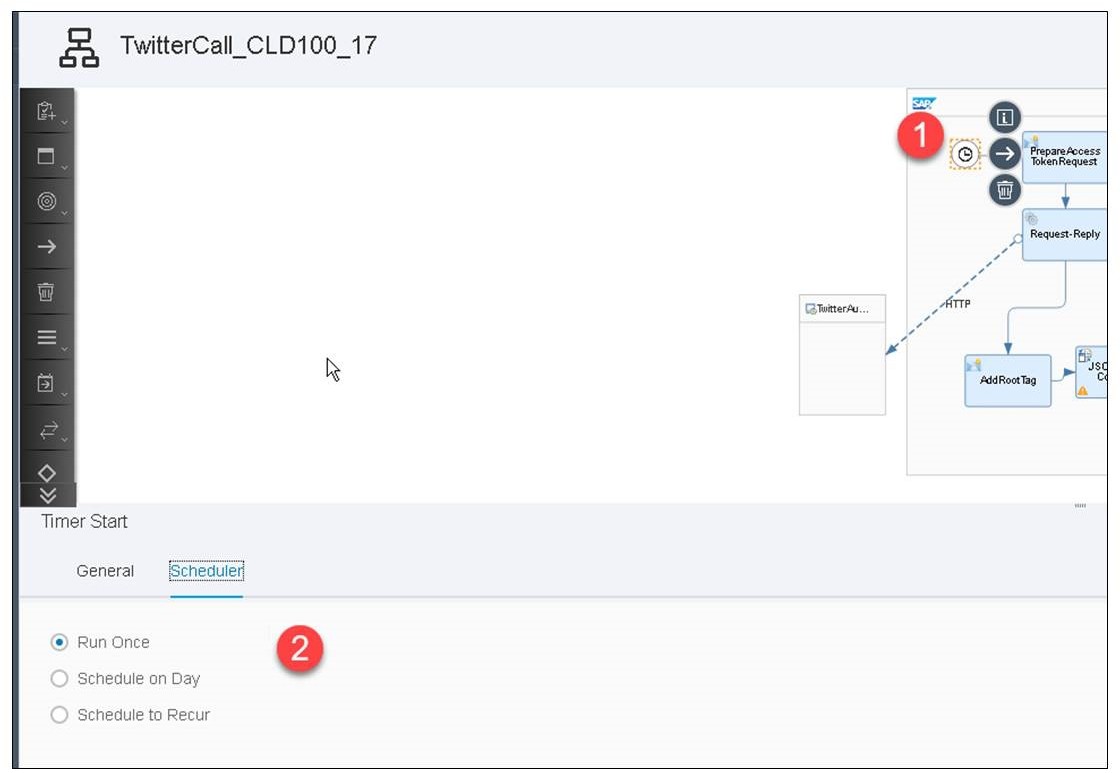 TwitterCall_CLD100_17
SAP
1
PrepareAccess
TokenRequest
Request-Reply
HTTP
TwitterAu...
AddRootTag
JSO
Co
Timer Start
General
Scheduler
Run Once
2
Schedule on Day
Schedule to Recur